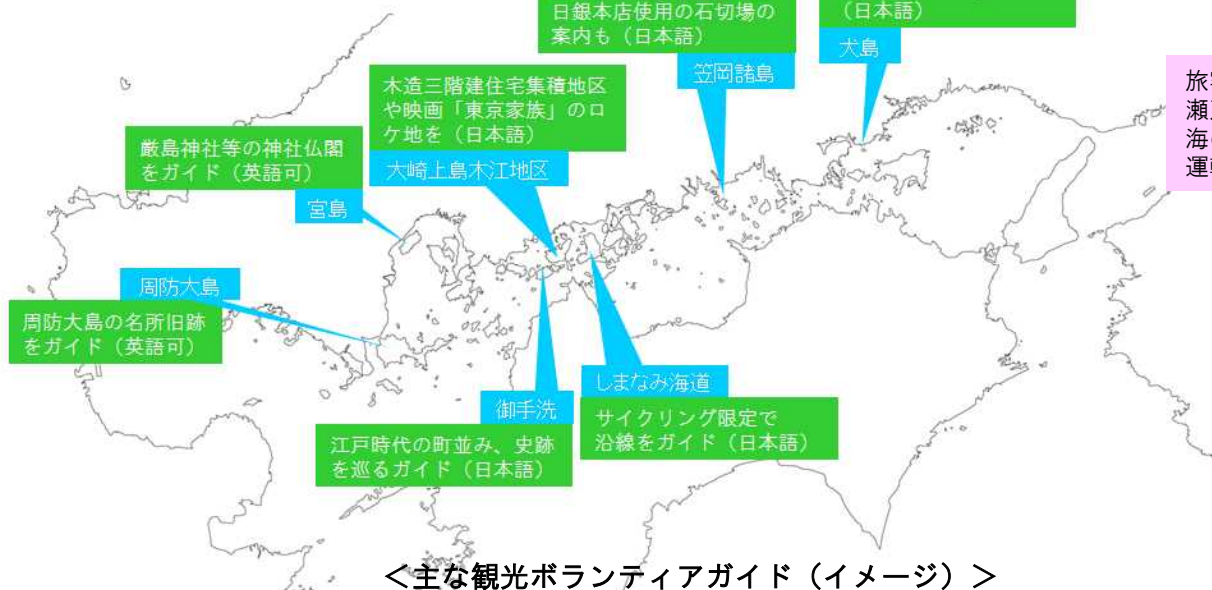 日銀本店使用の石切場の
案内も（日本語）
笠岡諸島
（日本語）
犬島
木造三階建住宅集積地区
や映画「東京家族」のロ
ケ地を（日本語）
大崎上島木江地区
厳島神社等の神社仏閣
をガイド（英語可）
宮島
周防大島
周防大島の名所旧跡
をガイド（英語可）
御手洗
江戸時代の町並み、史跡
を巡るガイド（日本語）
しまなみ海道
サイクリング限定で
沿線をガイド（日本語）
旅
海
＜主な観光ボランティアガイド（イメージ）＞